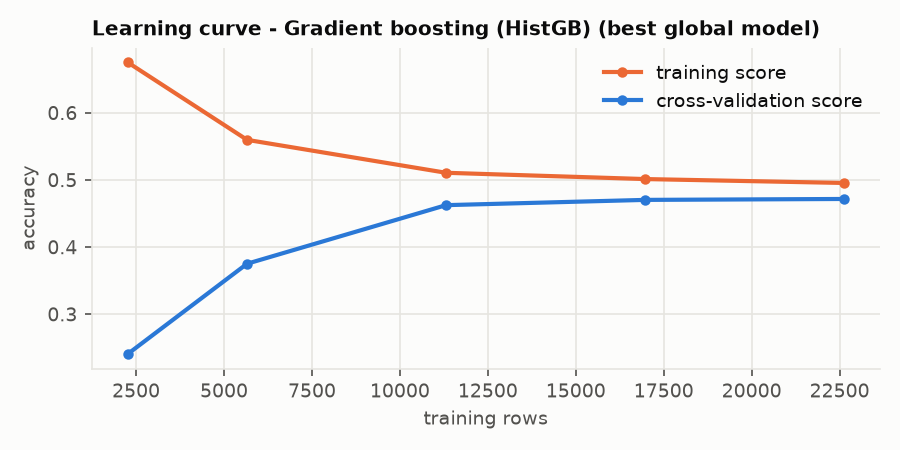 Learning curve - Gradient boosting (HistGB) (best global model)
training score
cross-validation score
accuracy
0.6
0.5
0.4
0.3
2500 5000 7500 10000 12500 15000 17500 20000 22500
training rows